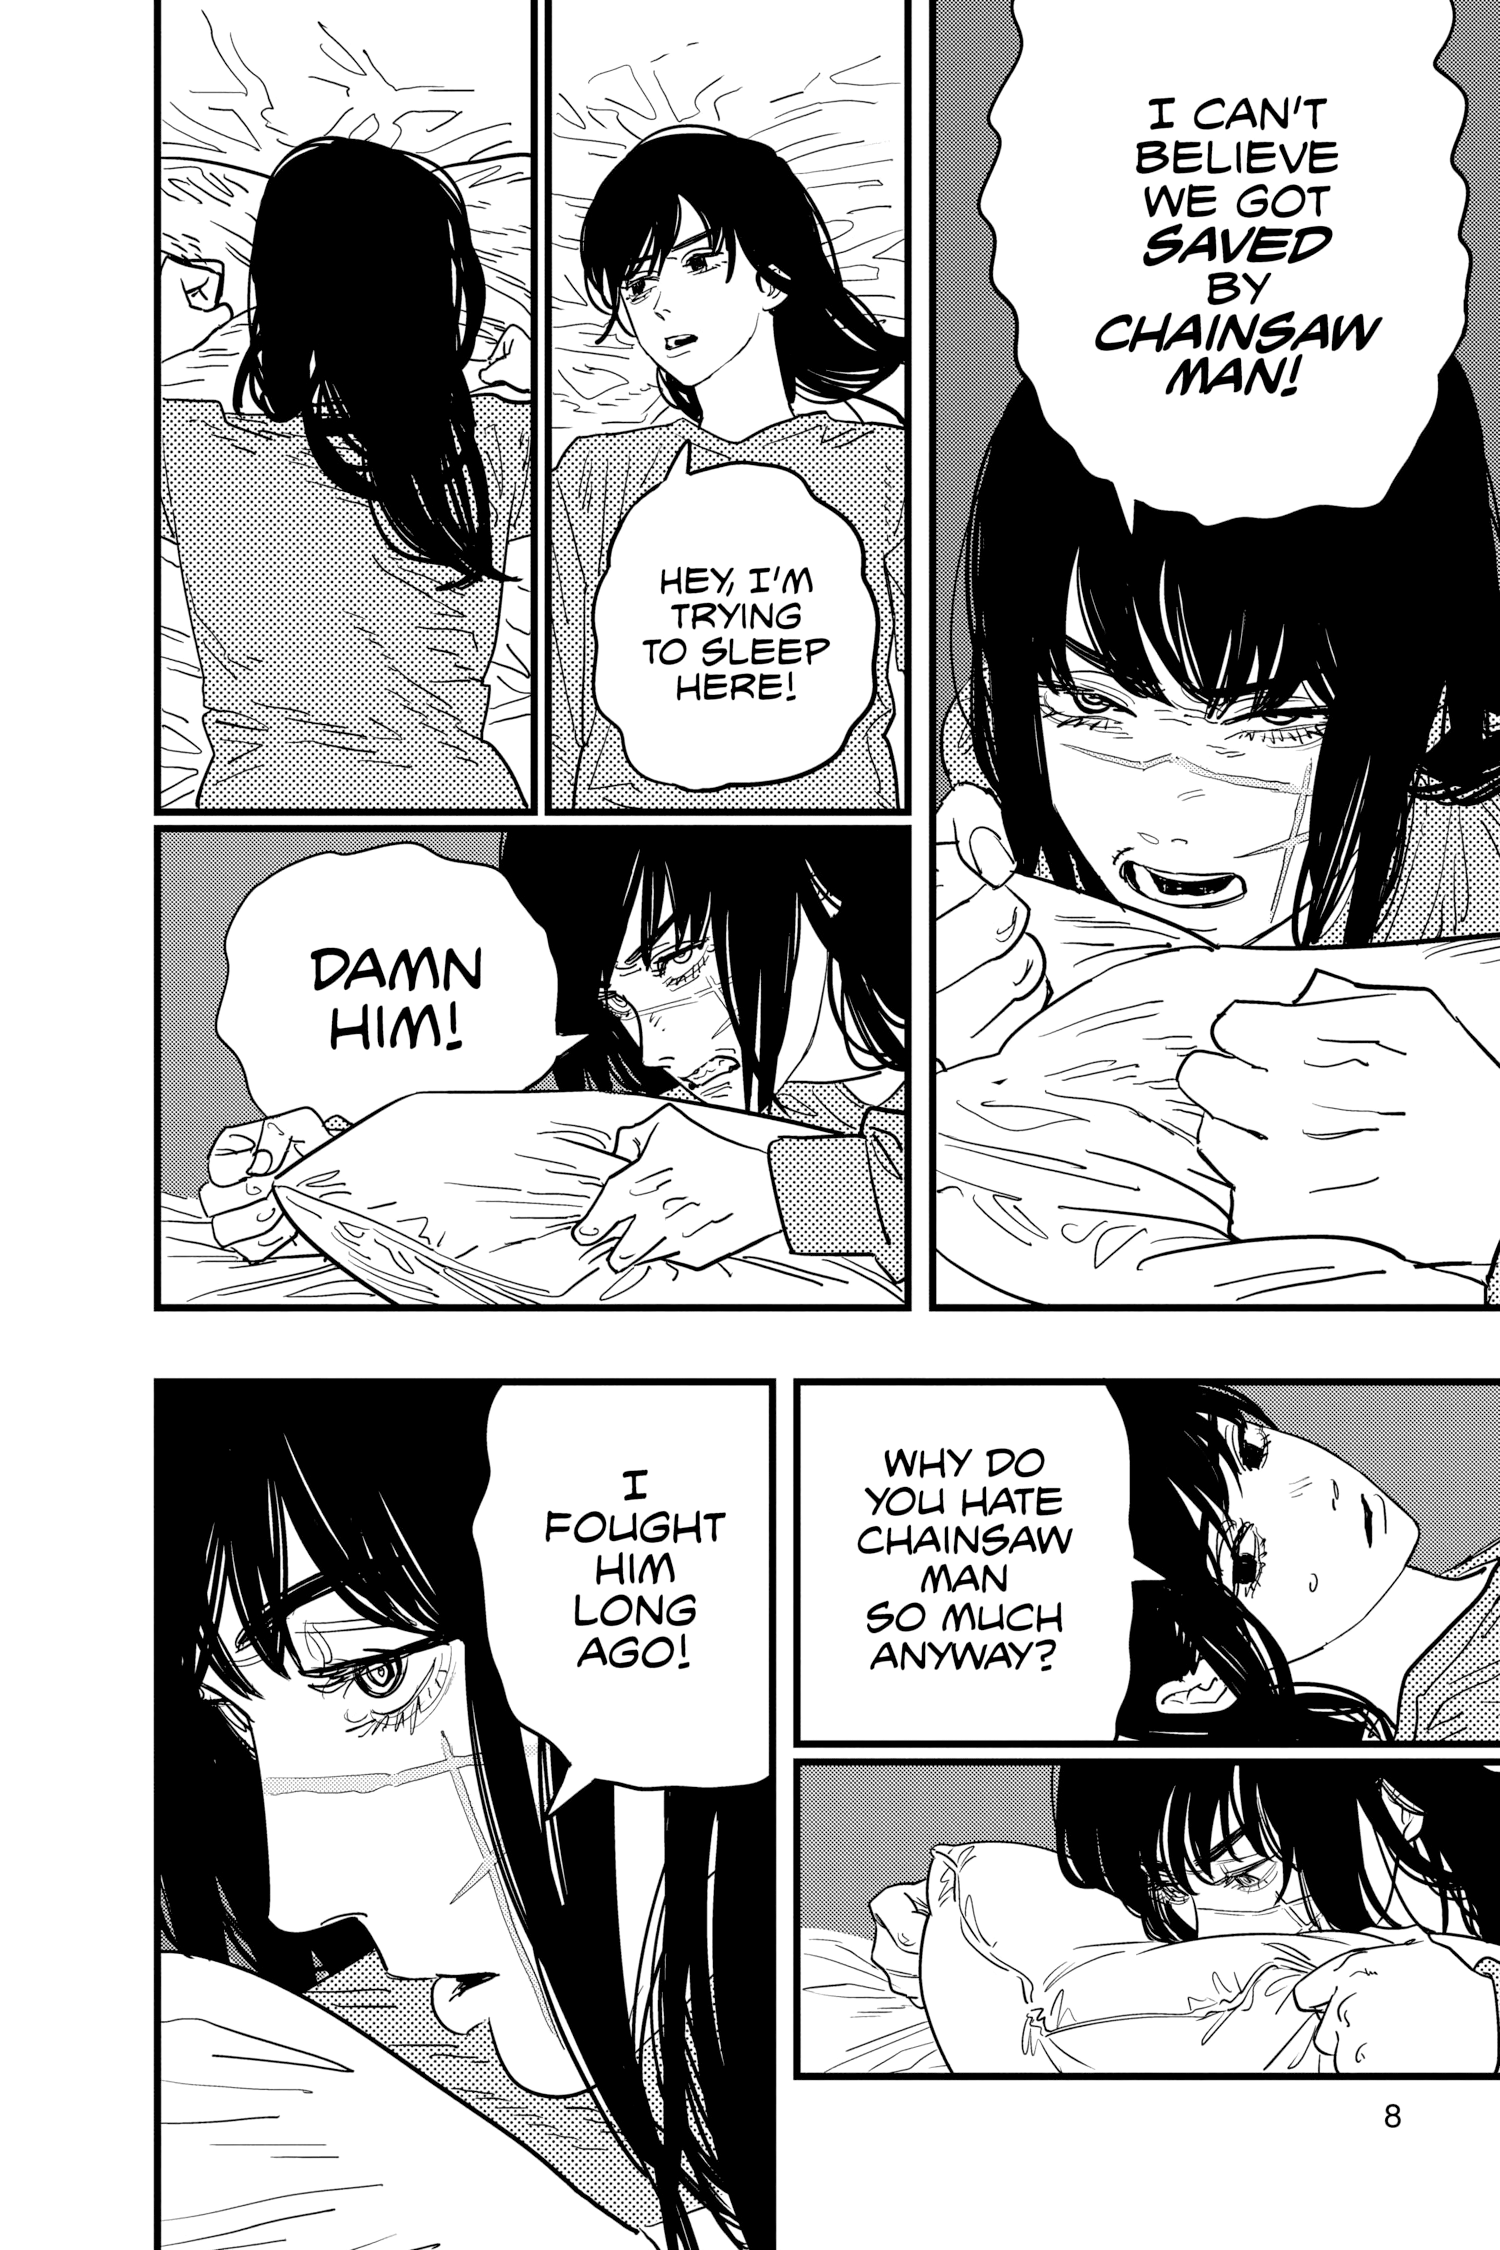 I CAN'T
BELIEVE
WE GOT
SAVED
BY
CHAINSAW
MAN!
HEY, I'M
TRYING
TO SLEEP
HERE!
DAMN
HIM!
WHY DO
YOU HATE
CHAINSAW
MAN
SO MUCH
ANYWAY?
I
FOUGHT
HIM
LONG
AGO!
8